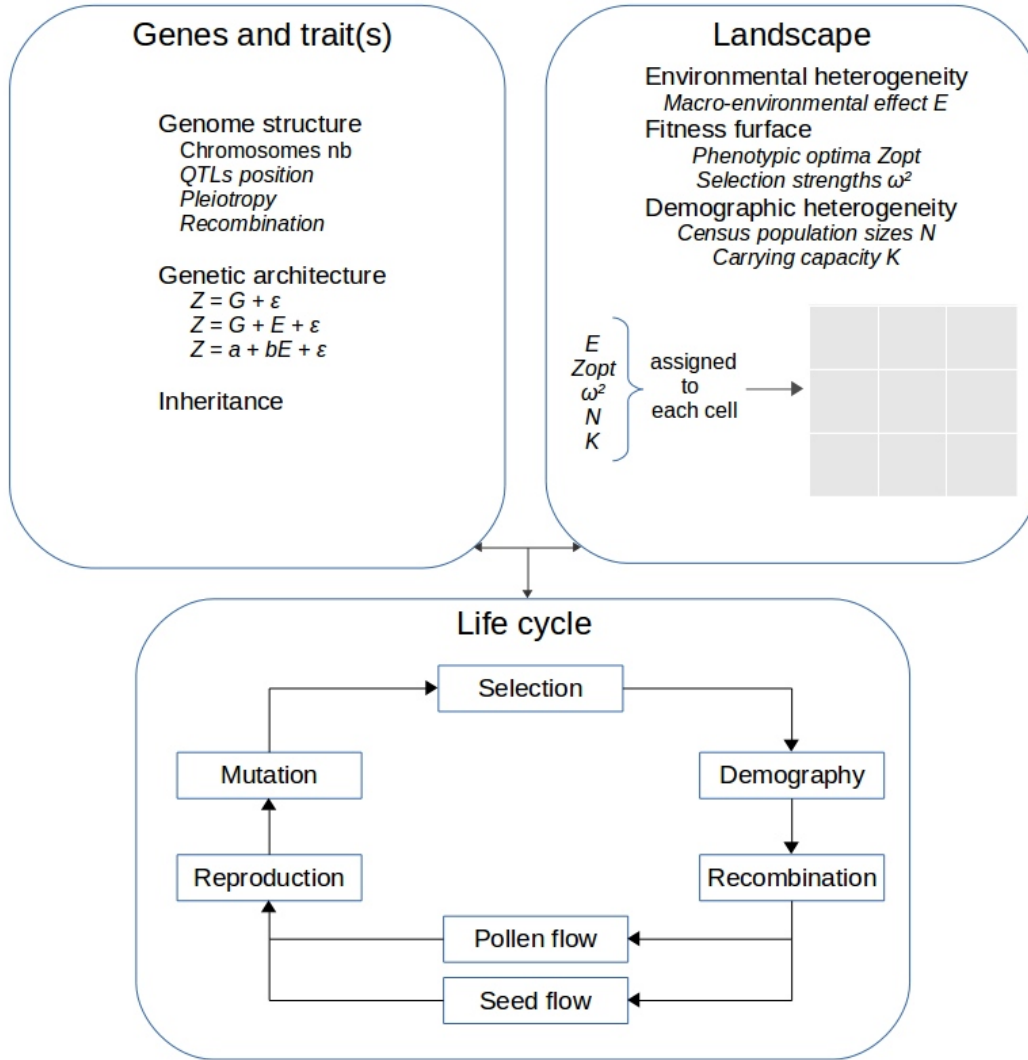 Genes and trait(s)
Genome structure
Chromosomes nb
QTLs position
Pleiotropy
Recombination
Genetic architecture
Z = G + ε
Z = G + E + ε
Z = a + bE + ε
Inheritance
Landscape
Environmental heterogeneity
Macro-environmental effect E
Fitness furface
Phenotypic optima Zopt
Selection strengths ω²
Demographic heterogeneity
Census population sizes N
Carrying capacity K
E
Zopt
ω²
N
K
assigned
to
each cell
Life cycle
Selection
Mutation
Demography
Reproduction
Recombination
Pollen flow
Seed flow